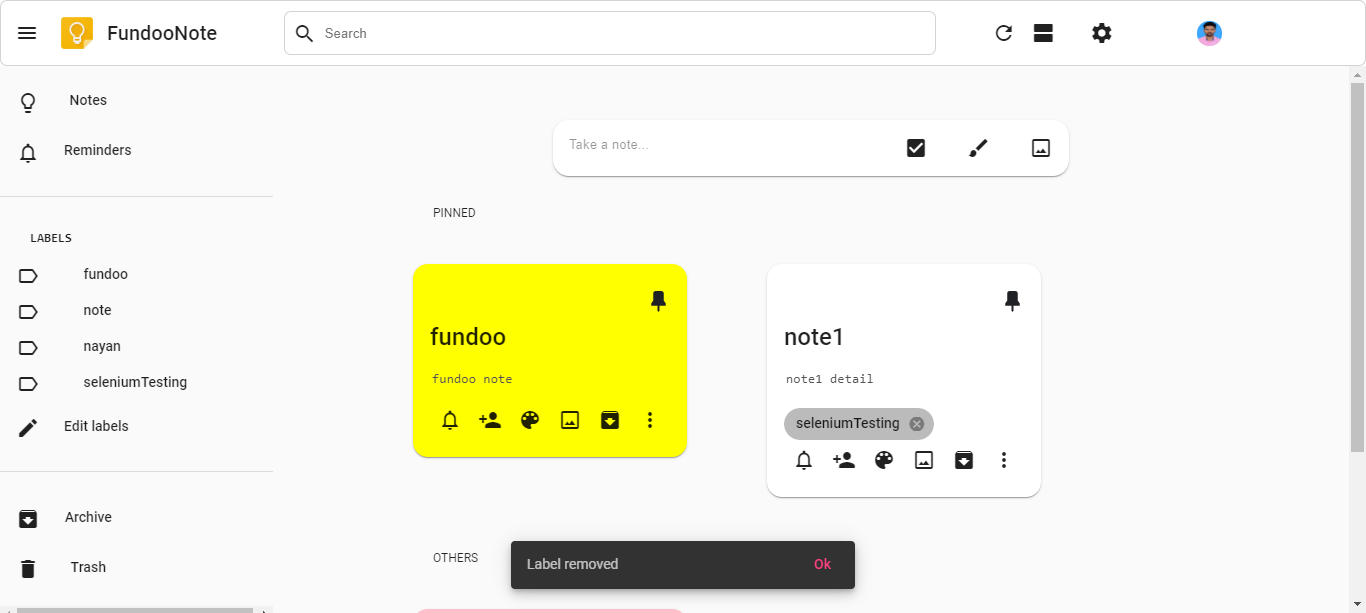 FundooNote
Search
Notes
Reminders
LABELS
fundoo
note
nayan
seleniumTesting
Edit labels
Archive
Trash
Take a note...
PINNED
fundoo
fundoo note
note1
note1 detail
seleniumTesting
OTHERS
Label removed
Ok